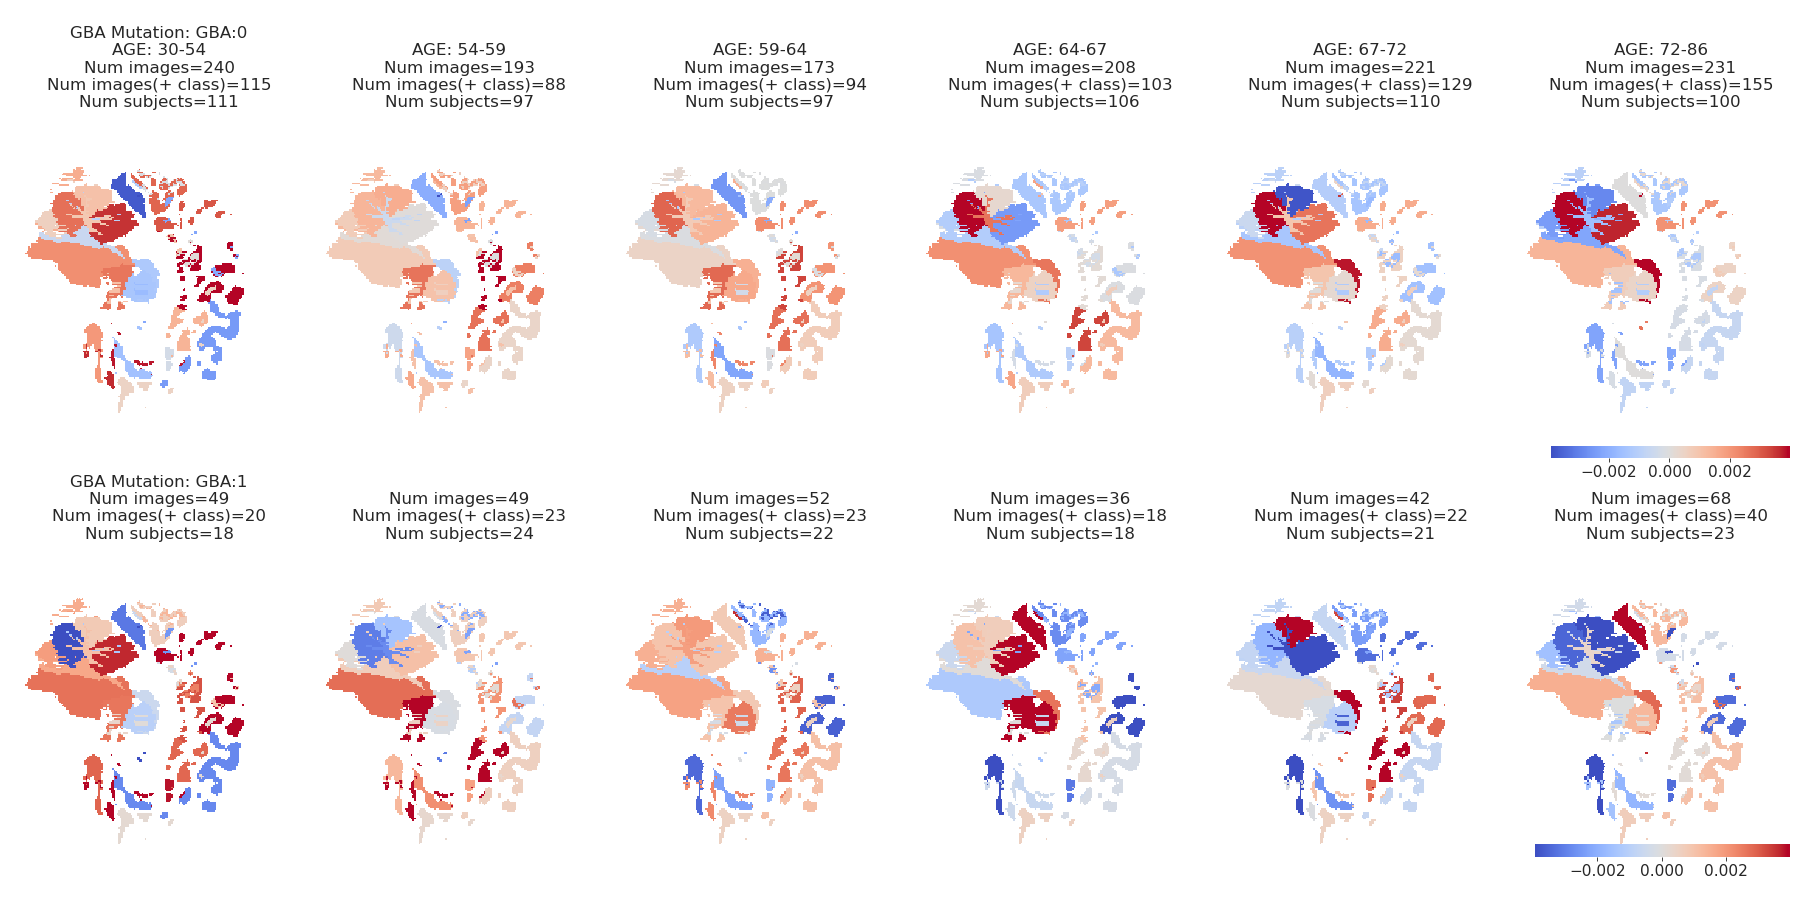 GBA Mutation: GBA:0
AGE: 30-54
Num images=240
Num images(+ class)=115
Num subjects=111
AGE: 54-59
Num images=193
Num images(+ class)=88
Num subjects=97
AGE: 59-64
Num images=173
Num images(+ class)=94
Num subjects=97
AGE: 64-67
Num images=208
Num images(+ class)=103
Num subjects=106
AGE: 67-72
Num images=221
Num images(+ class)=129
Num subjects=110
AGE: 72-86
Num images=231
Num images(+ class)=155
Num subjects=100
−0.002 0.000 0.002
GBA Mutation: GBA:1
Num images=49
Num images(+ class)=20
Num subjects=18
Num images=49
Num images(+ class)=23
Num subjects=24
Num images=52
Num images(+ class)=23
Num subjects=22
Num images=36
Num images(+ class)=18
Num subjects=18
Num images=42
Num images(+ class)=22
Num subjects=21
Num images=68
Num images(+ class)=40
Num subjects=23
−0.002 0.000 0.002